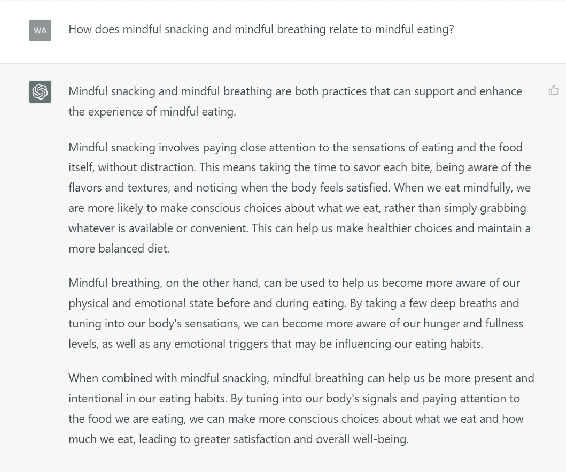 WA
How does mindful snacking and mindful breathing relate to mindful eating?
Mindful snacking and mindful breathing are both practices that can support and enhance
the experience of mindful eating.
Mindful snacking involves paying close attention to the sensations of eating and the food
itself, without distraction. This means taking the time to savor each bite, being aware of the
flavors and textures, and noticing when the body feels satisfied. When we eat mindfully, we
are more likely to make conscious choices about what we eat, rather than simply grabbing
whatever is available or convenient. This can help us make healthier choices and maintain a
more balanced diet.
Mindful breathing, on the other hand, can be used to help us become more aware of our
physical and emotional state before and during eating. By taking a few deep breaths and
tuning into our body's sensations, we can become more aware of our hunger and fullness
levels, as well as any emotional triggers that may be influencing our eating habits.
When combined with mindful snacking, mindful breathing can help us be more present and
intentional in our eating habits. By tuning into our body's signals and paying attention to
the food we are eating, we can make more conscious choices about what we eat and how
much we eat, leading to greater satisfaction and overall well-being.